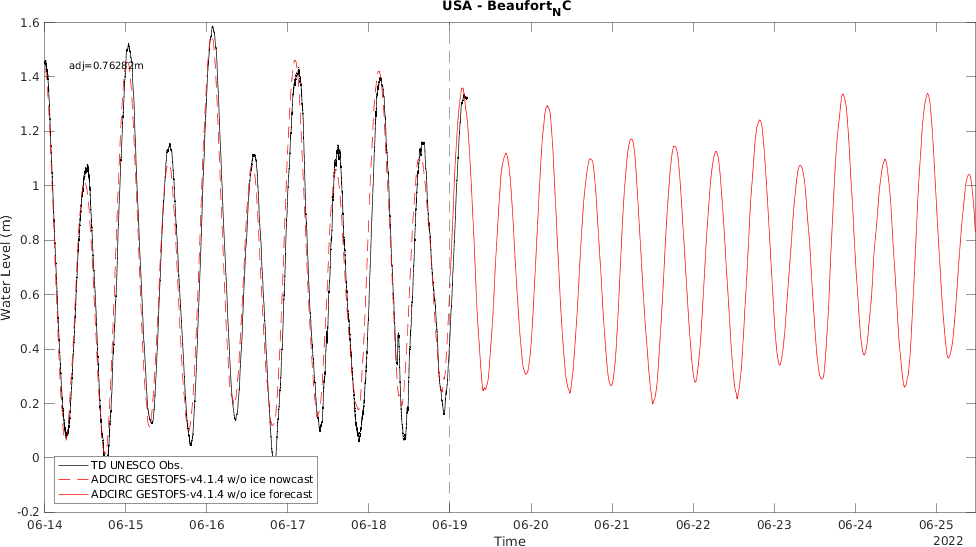 USA - Beaufort_NC
1.6
1.4
1.2
1
0.8
0.6
0.4
0.2
0
-0.2
Water Level (m)
adj=0.76282m
TD UNESCO Obs.
ADCIRC GESTOFS-v4.1.4 w/o ice nowcast
ADCIRC GESTOFS-v4.1.4 w/o ice forecast
06-14 06-15 06-16 06-17 06-18 06-19 06-20 06-21 06-22 06-23 06-24 06-25
Time
2022